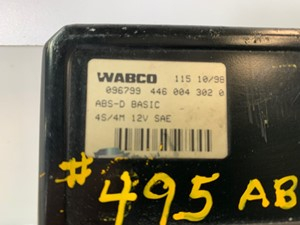 WABCO 115 10/98
096799 446 004 302 0
ABS-D BASIC
4S/4M 12V SAE
#495 AB